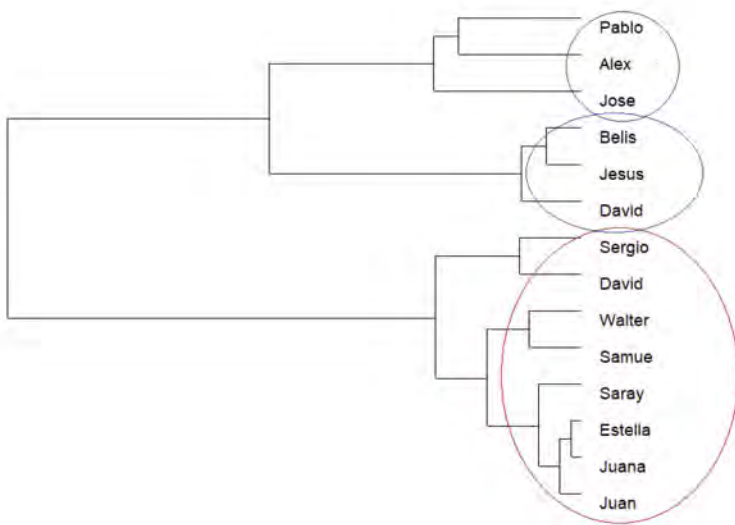 Pablo
Alex
Jose
Belis
Jesus
David
Sergio
David
Walter
Samue
Saray
Estella
Juana
Juan